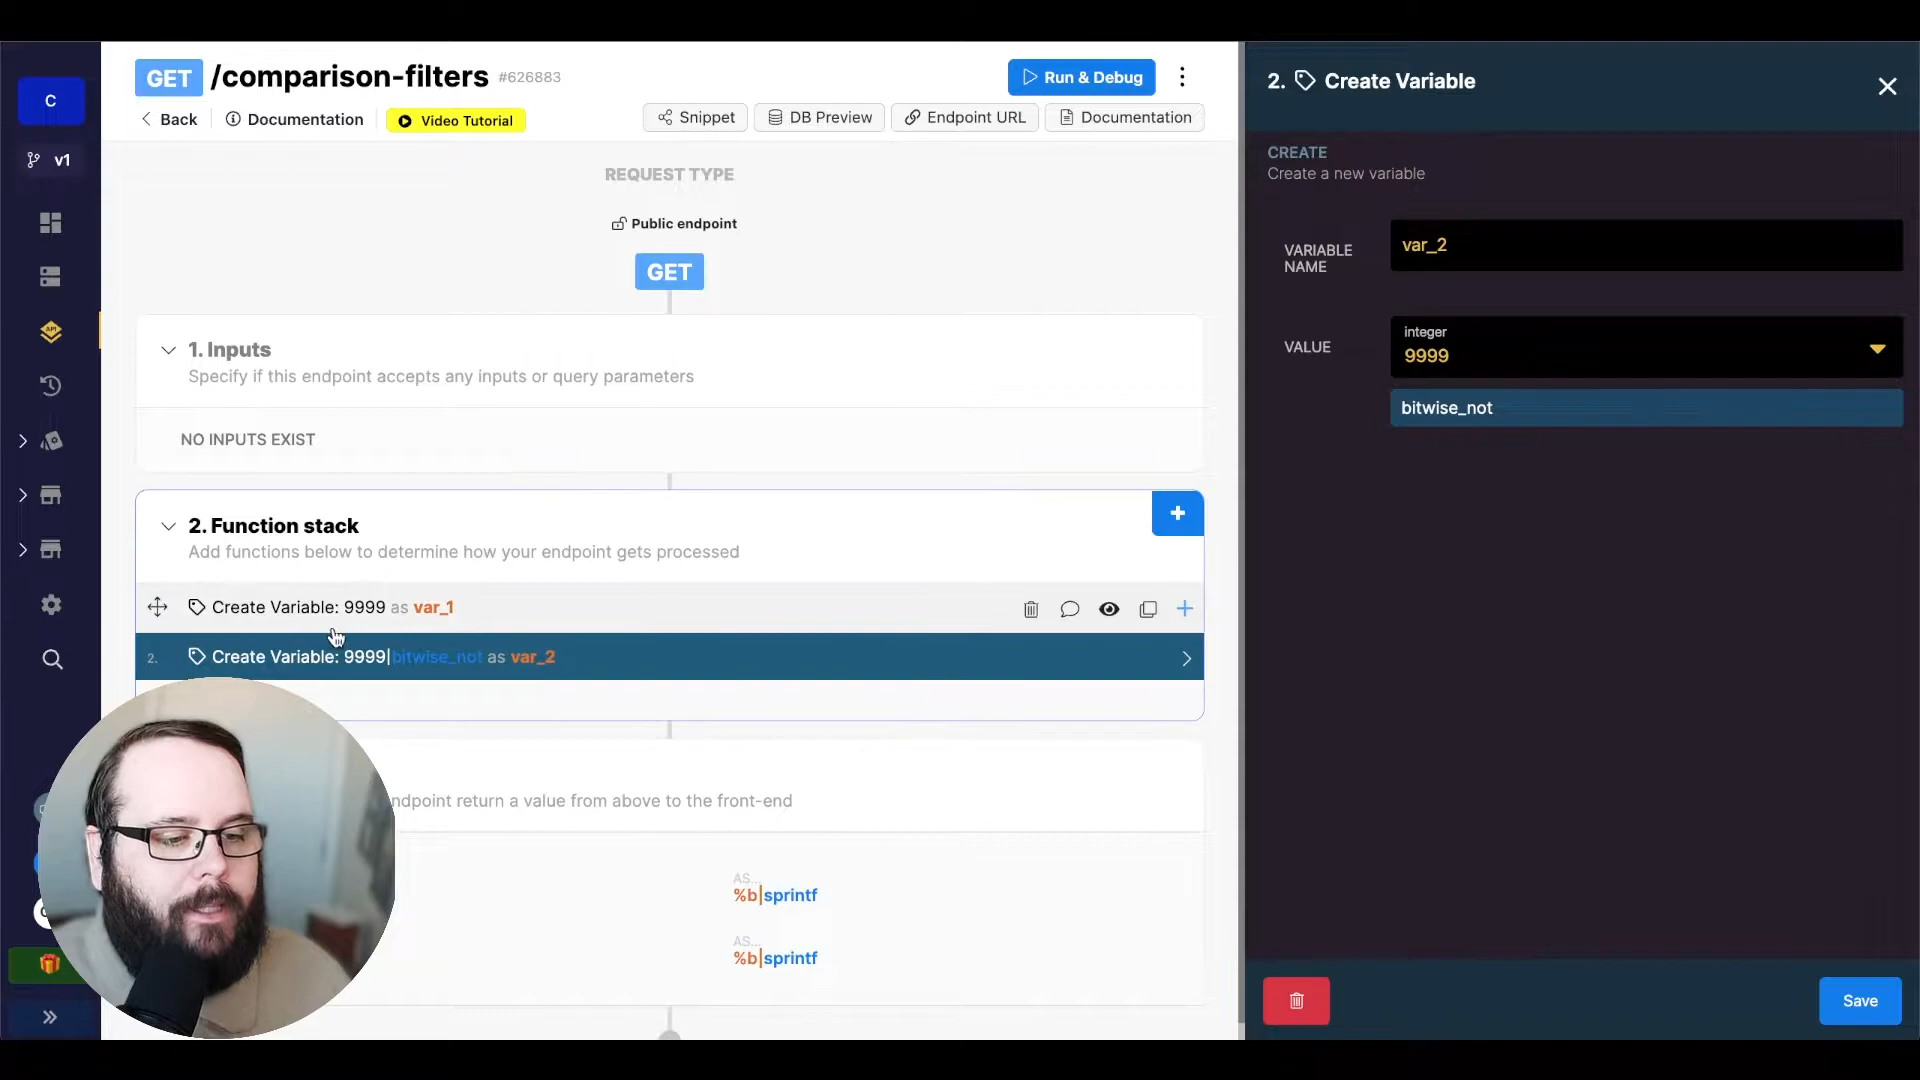 C
v1
GET /comparison-filters #626883
Run & Debug
Back
Documentation
Video Tutorial
Snippet
DB Preview
Endpoint URL
Documentation
REQUEST TYPE
Public endpoint
GET
1. Inputs
Specify if this endpoint accepts any inputs or query parameters
NO INPUTS EXIST
2. Function stack
Add functions below to determine how your endpoint gets processed
Create Variable: 9999 as var_1
2. Create Variable: 9999|bitwise_not as var_2
ndpoint return a value from above to the front-end
AS...
%b|sprintf
AS...
%b|sprintf
2. Create Variable
CREATE
Create a new variable
VARIABLE
NAME
var_2
VALUE
integer
9999
bitwise_not
Save